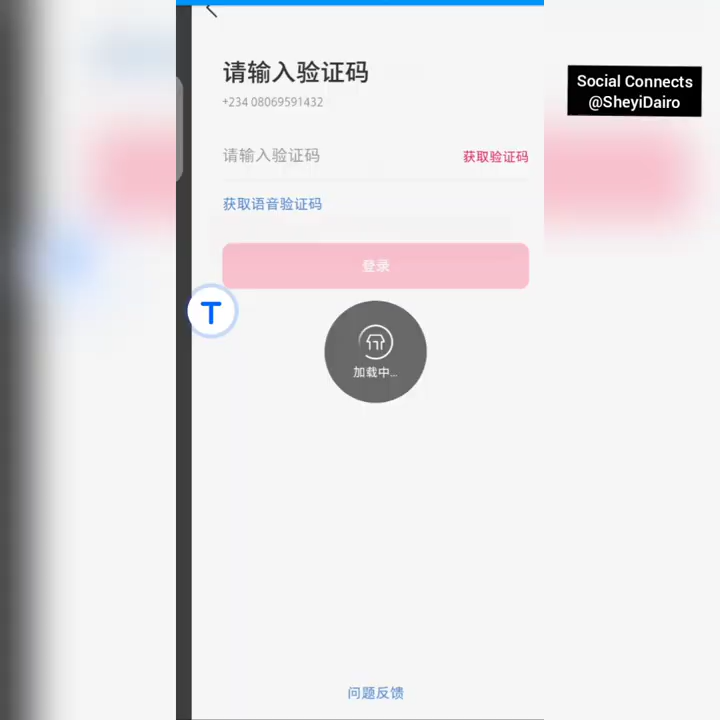 Social Connects
@SheyiDairo
请输入验证码
+234 08069591432
请输入验证码
获取验证码
获取语音验证码
登录
T
加载中...
问题反馈